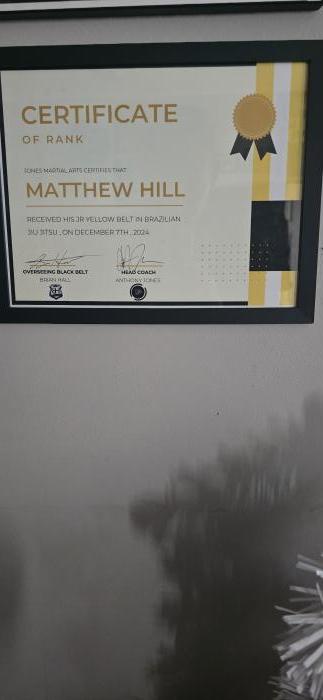 CERTIFICATE
OF RANK
JONES MARTIAL ARTS CERTIFIES THAT
MATTHEW HILL
RECEIVED HIS JR YELLOW BELT IN BRAZILIAN
JIU JITSU , ON DECEMBER 7TH , 2024
OVERSEEING BLACK BELT HEAD COACH
BRIAN HALL ANTHONY JONES